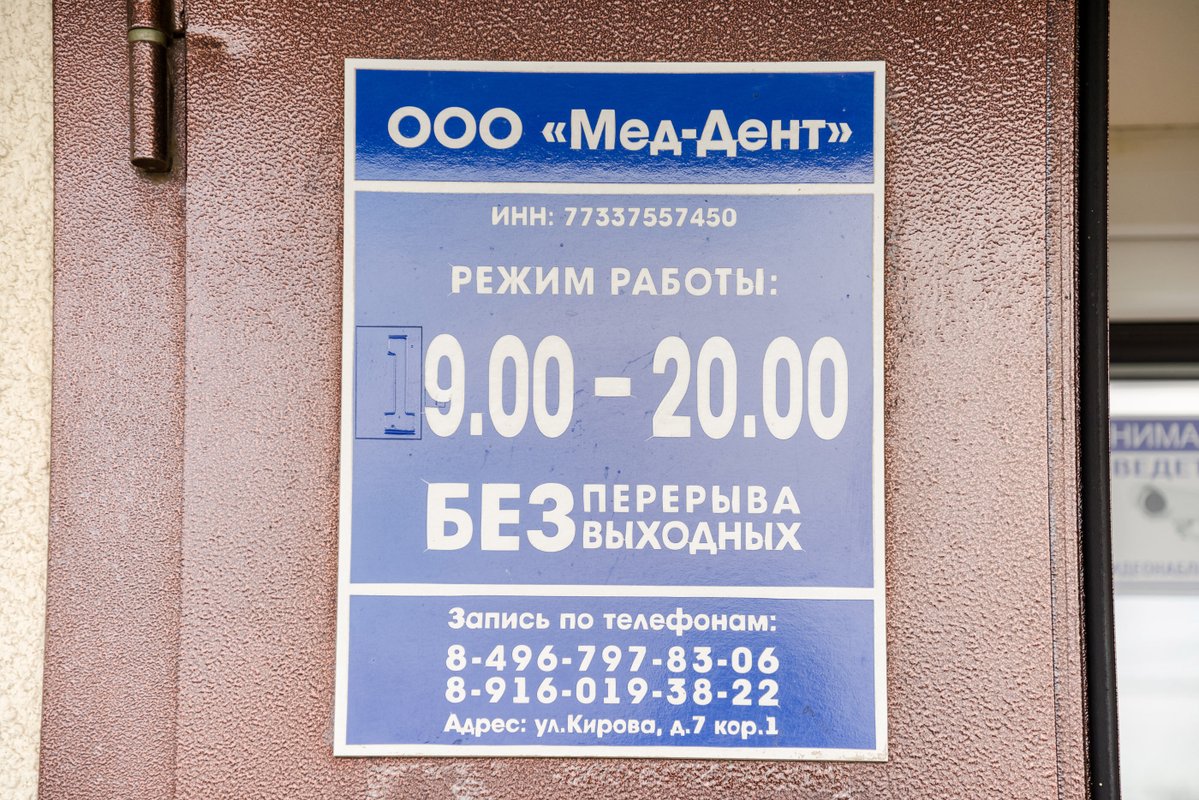 ООО «Мед-Дент»
ИНН: 77337557450
РЕЖИМ РАБОТЫ:
9.00 - 20.00
БЕЗ ПЕРЕРЫВА
ВЫХОДНЫХ
Запись по телефонам:
8-496-797-83-06
8-916-019-38-22
Адрес: ул.Кирова, д.7 кор.1